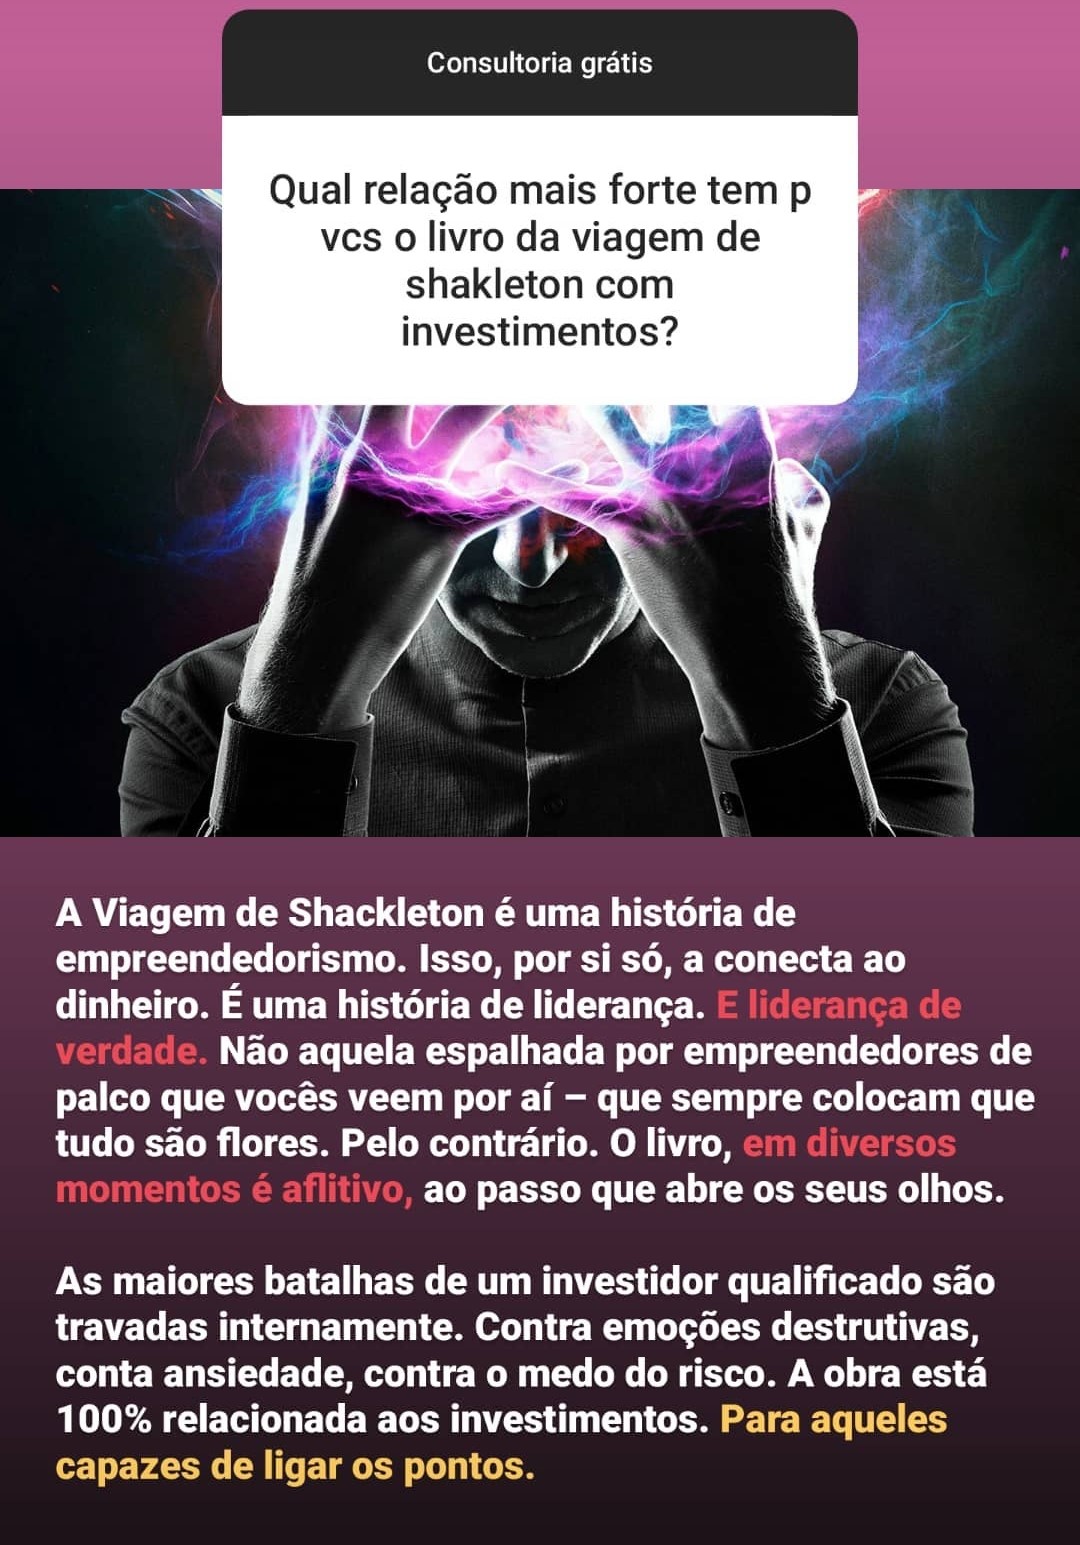 Consultoria grátis
Qual relação mais forte tem p
vcs o livro da viagem de
shakleton com
investimentos?
A Viagem de Shackleton é uma história de
empreendedorismo. Isso, por si só, a conecta ao
dinheiro. É uma história de liderança. E liderança de
verdade. Não aquela espalhada por empreendedores de
palco que vocês veem por aí – que sempre colocam que
tudo são flores. Pelo contrário. O livro, em diversos
momentos é aflitivo, ao passo que abre os seus olhos.
As maiores batalhas de um investidor qualificado são
travadas internamente. Contra emoções destrutivas,
conta ansiedade, contra o medo do risco. A obra está
100% relacionada aos investimentos. Para aqueles
capazes de ligar os pontos.